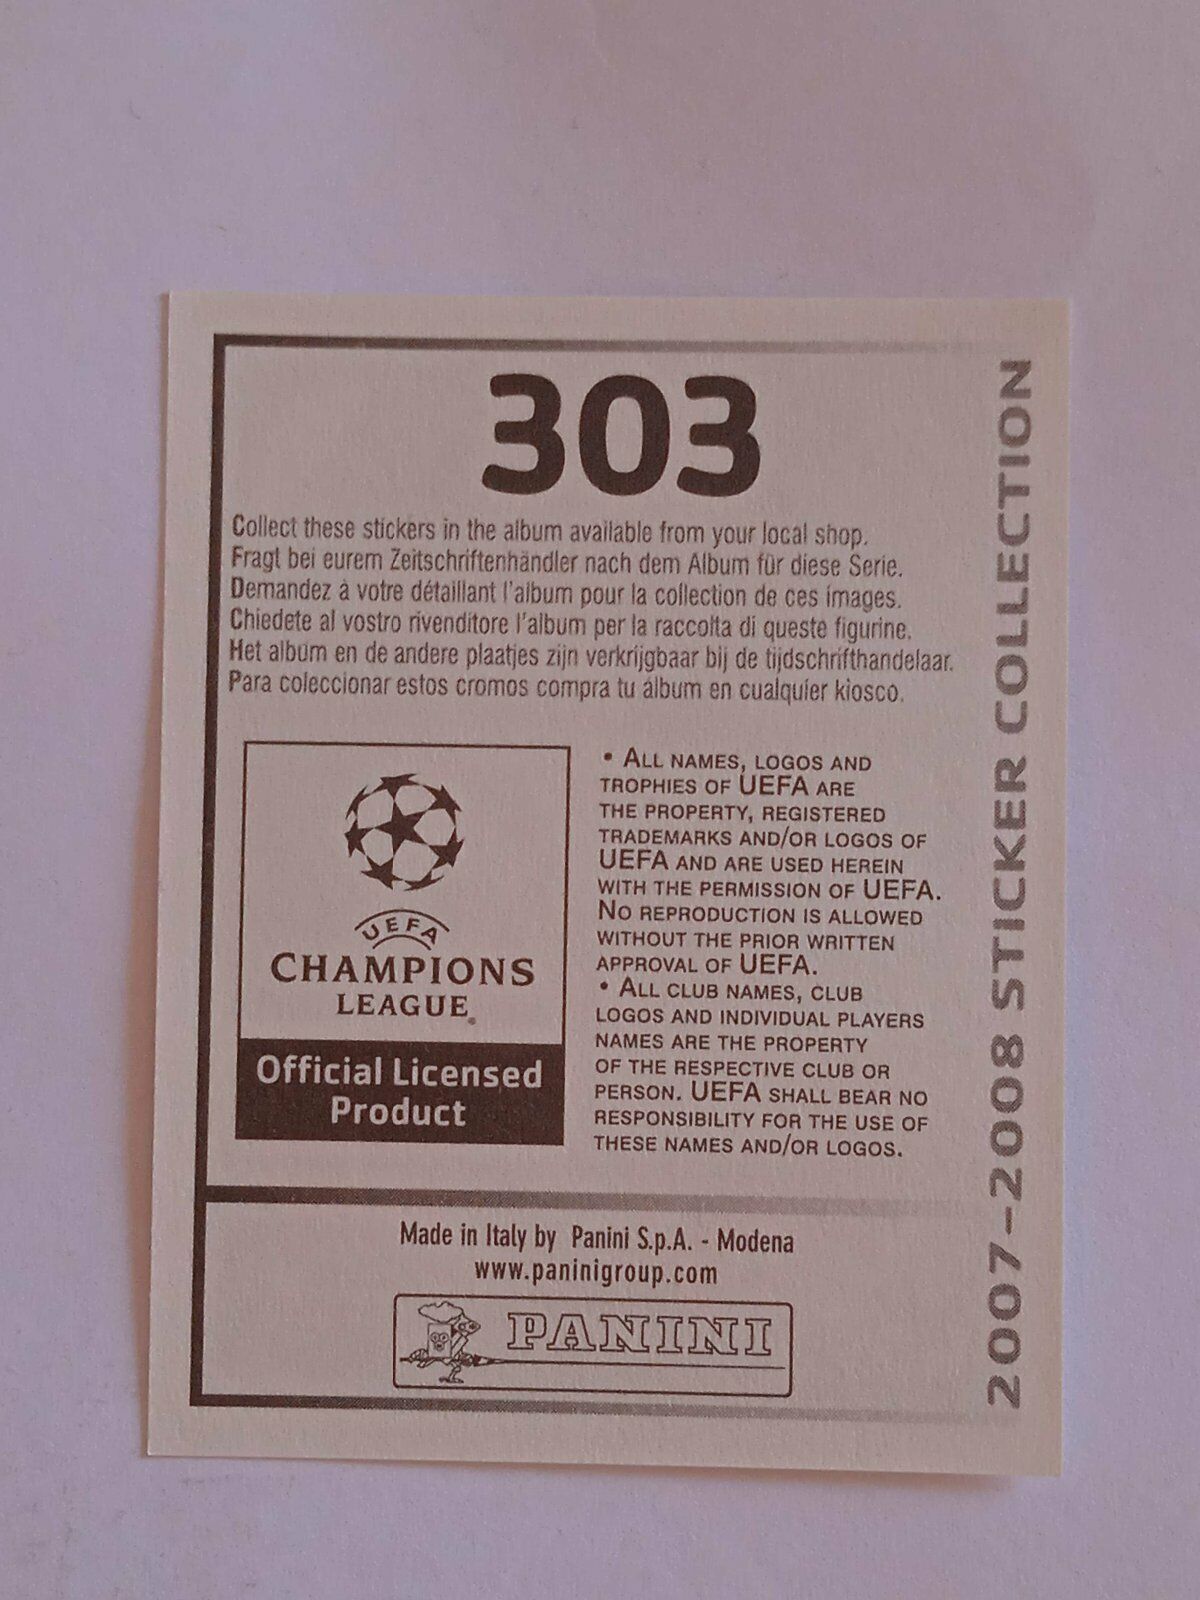 303
Collect these stickers in the album available from your local shop.
Fragt bei eurem Zeitschriftenhändler nach dem Album für diese Serie.
Demandez à votre détaillant l'album pour la collection de ces images.
Chiedete al vostro rivenditore l'album per la raccolta di queste figurine.
Het album en de andere plaatjes zijn verkrijgbaar bij de tijdschrifthandelaar.
Para coleccionar estos cromos compra tu álbum en cualquier kiosco.
UEFA
CHAMPIONS
LEAGUE®
Official Licensed
Product
• ALL NAMES, LOGOS AND
TROPHIES OF UEFA ARE
THE PROPERTY, REGISTERED
TRADEMARKS AND/OR LOGOS OF
UEFA AND ARE USED HEREIN
WITH THE PERMISSION OF UEFA.
NO REPRODUCTION IS ALLOWED
WITHOUT THE PRIOR WRITTEN
APPROVAL OF UEFA.
• ALL CLUB NAMES, CLUB
LOGOS AND INDIVIDUAL PLAYERS
NAMES ARE THE PROPERTY
OF THE RESPECTIVE CLUB OR
PERSON. UEFA SHALL BEAR NO
RESPONSIBILITY FOR THE USE OF
THESE NAMES AND/OR LOGOS.
Made in Italy by Panini S.p.A. - Modena
www.paninigroup.com
PANINI
2007-2008 STICKER COLLECTION